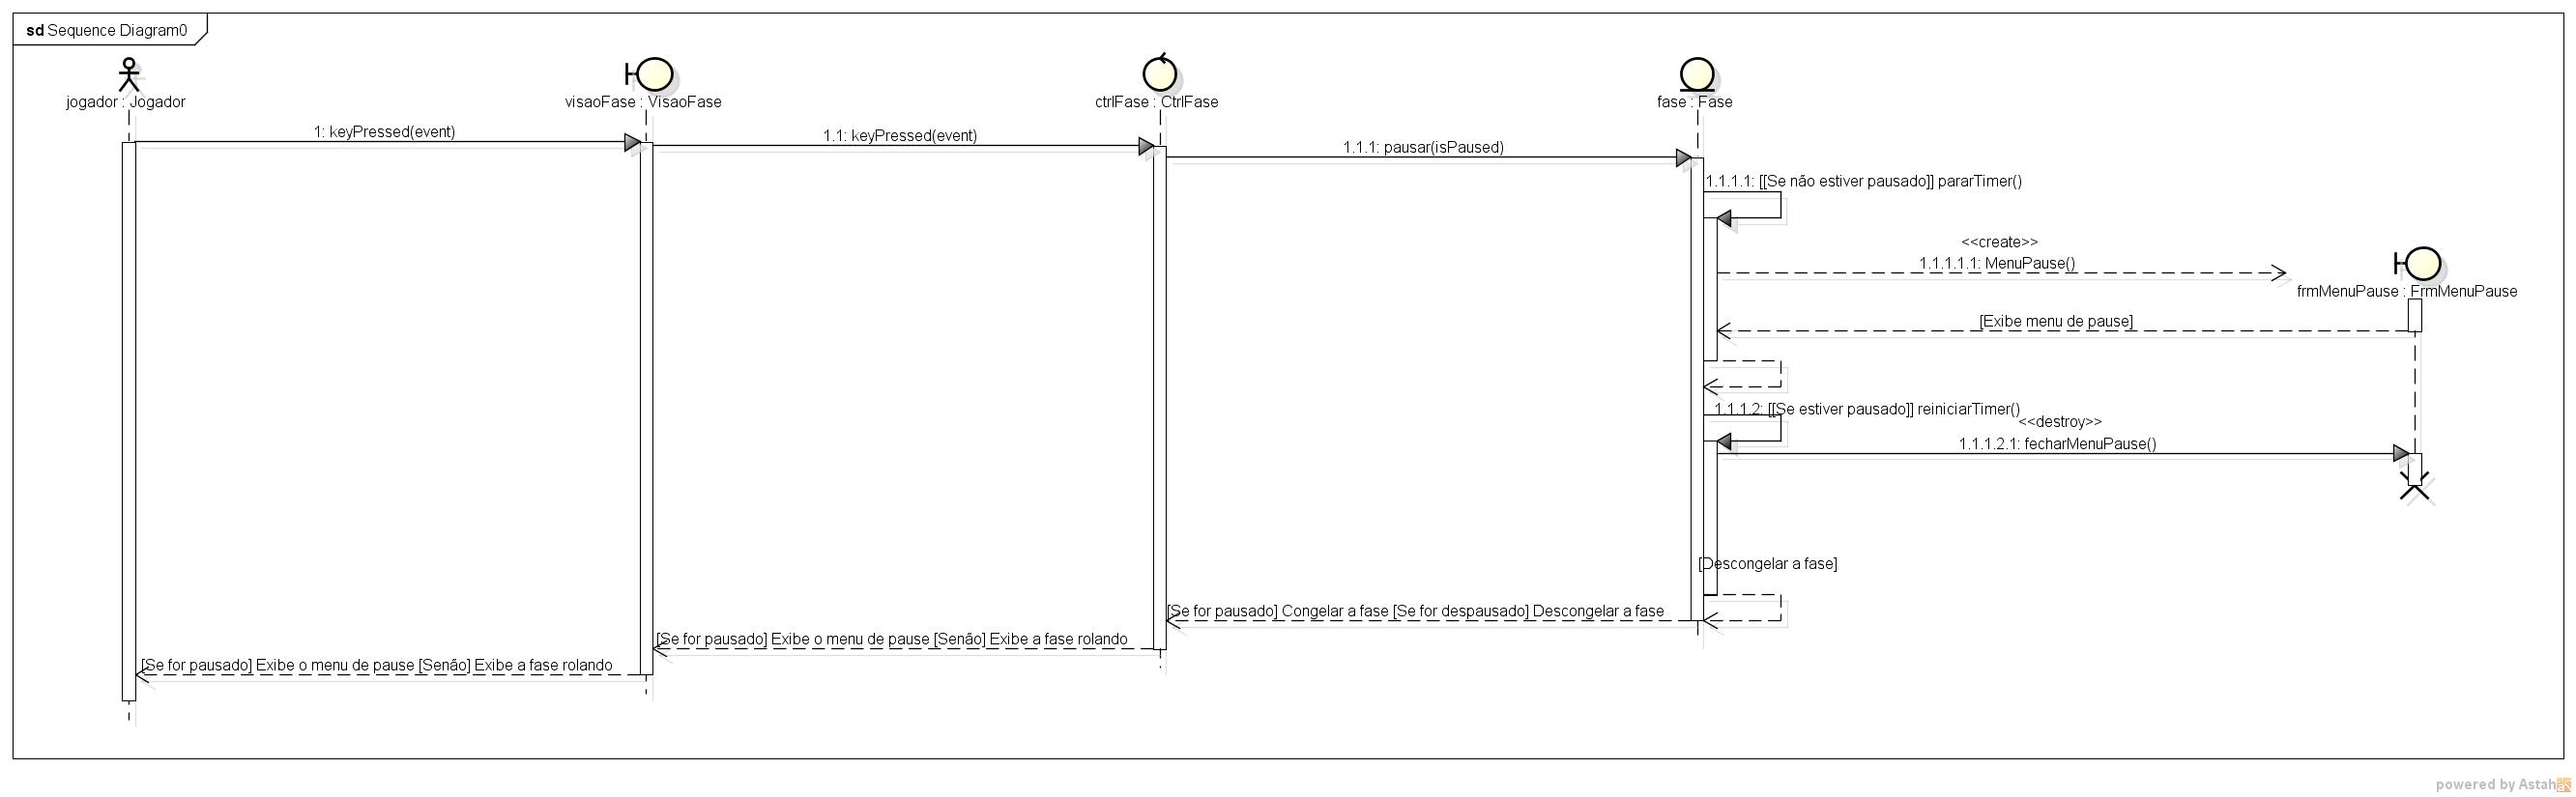 sd Sequence Diagram0
jogador : Jogador
visaoFase : VisaoFase
ctrlFase : CtrlFase
fase : Fase
1: keyPressed(event)
1.1: keyPressed(event)
1.1.1: pausar(isPaused)
1.1.1.1: [[Se não estiver pausado]] pararTimer()
<<create>>
1.1.1.1.1: MenuPause()
frmMenuPause : FrmMenuPause
[Exibe menu de pause]
1.1.1.2: [[Se estiver pausado]] reiniciarTimer()
<<destroy>>
1.1.1.2.1: fecharMenuPause()
[Descongelar a fase]
[Se for pausado] Congelar a fase [Se for despausado] Descongelar a fase
[Se for pausado] Exibe o menu de pause [Senão] Exibe a fase rolando
[Se for pausado] Exibe o menu de pause [Senão] Exibe a fase rolando
powered by Astah